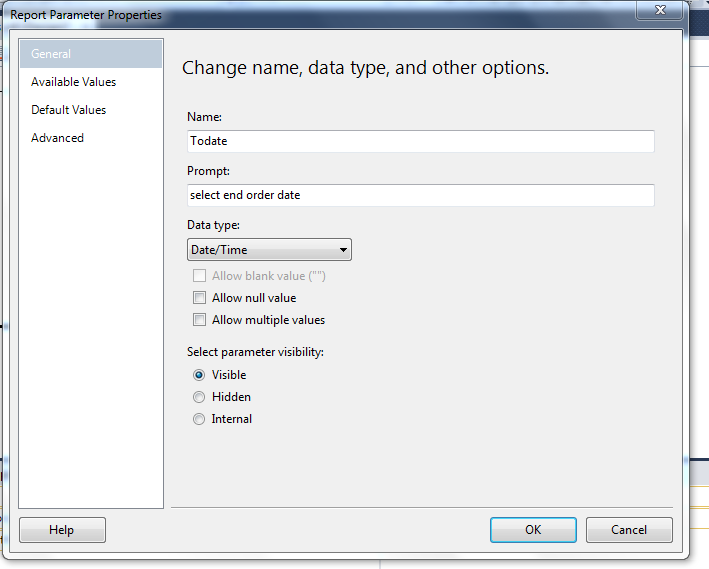 Report Parameter Properties
General
Available Values
Default Values
Advanced
Change name, data type, and other options.
Name:
Todate
Prompt:
select end order date
Data type:
Date/Time
Allow blank value ("")
Allow null value
Allow multiple values
Select parameter visibility:
Visible
Hidden
Internal
Help
OK
Cancel